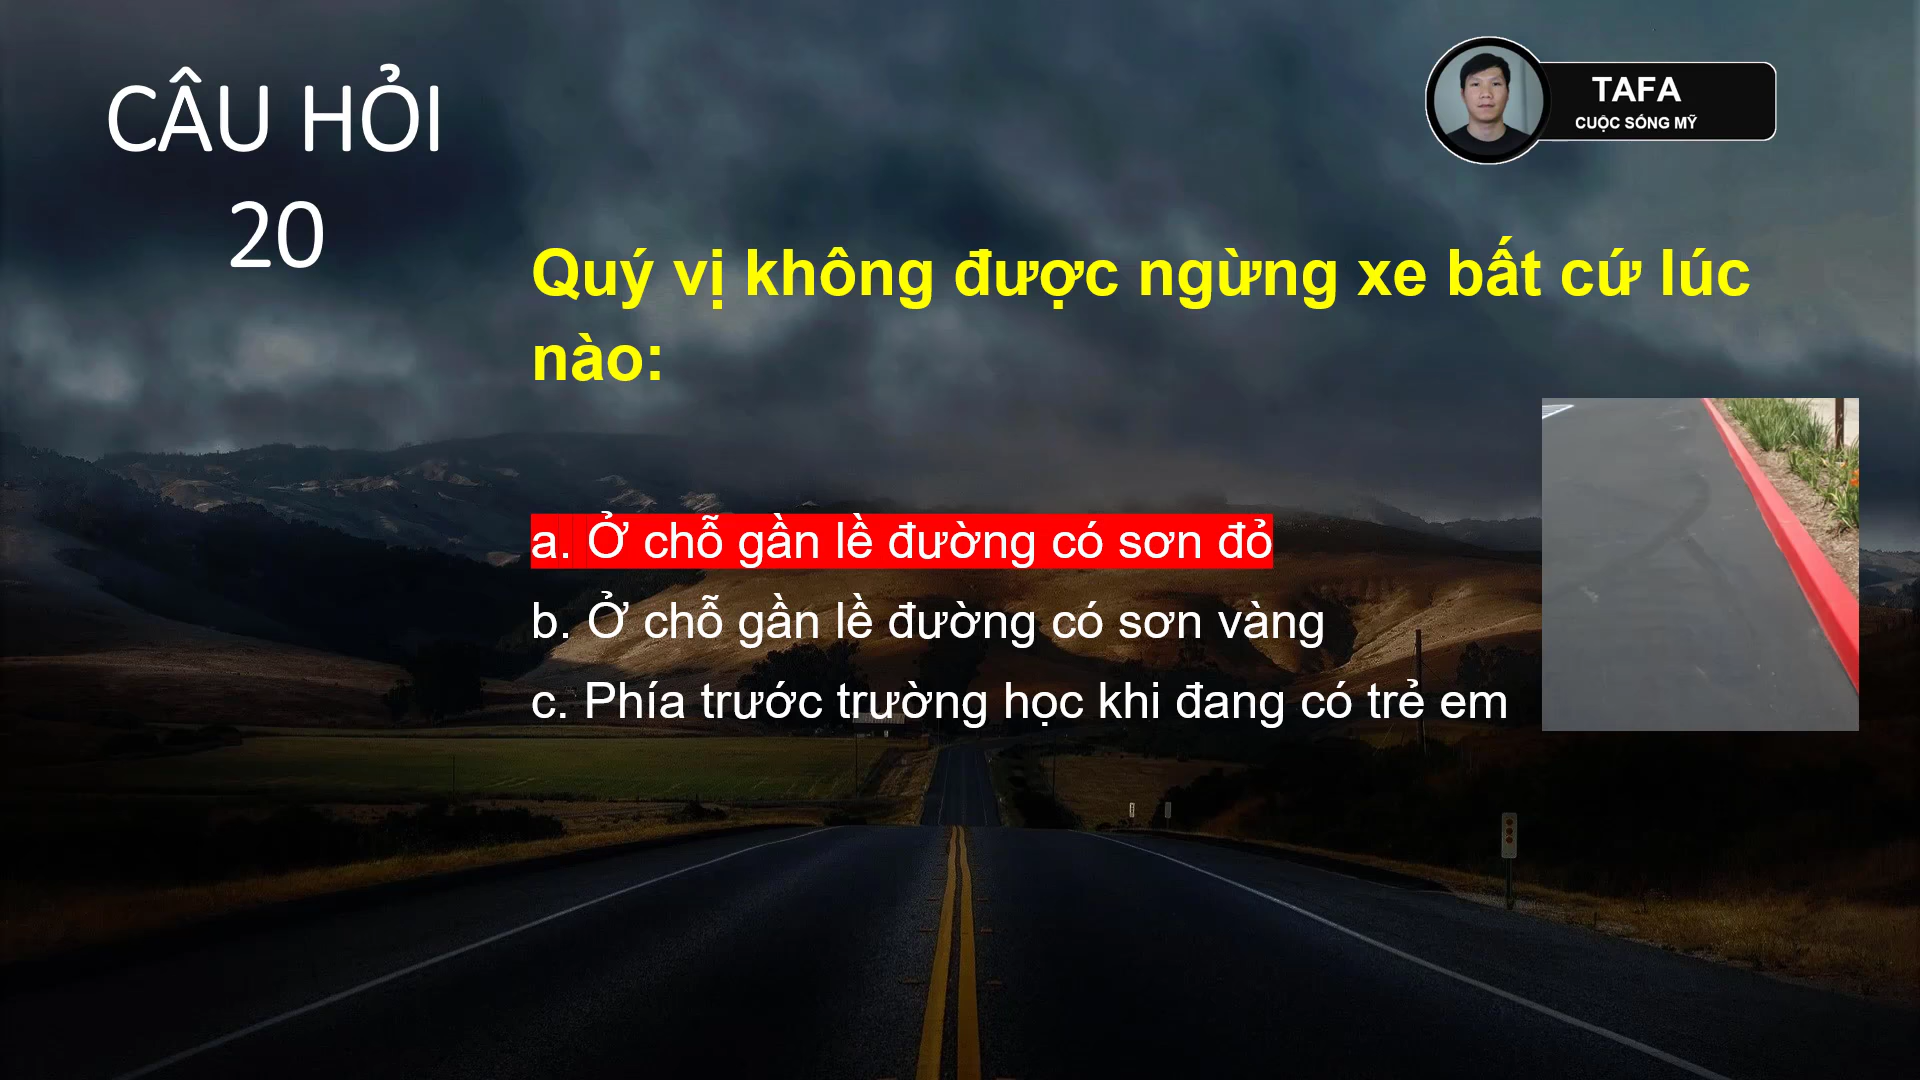 CÂU HỎI
20
TAFA
CUỘC SỐNG MỸ
Quý vị không được ngừng xe bất cứ lúc
nào:
a. Ở chỗ gần lề đường có sơn đỏ
b. Ở chỗ gần lề đường có sơn vàng
c. Phía trước trường học khi đang có trẻ em